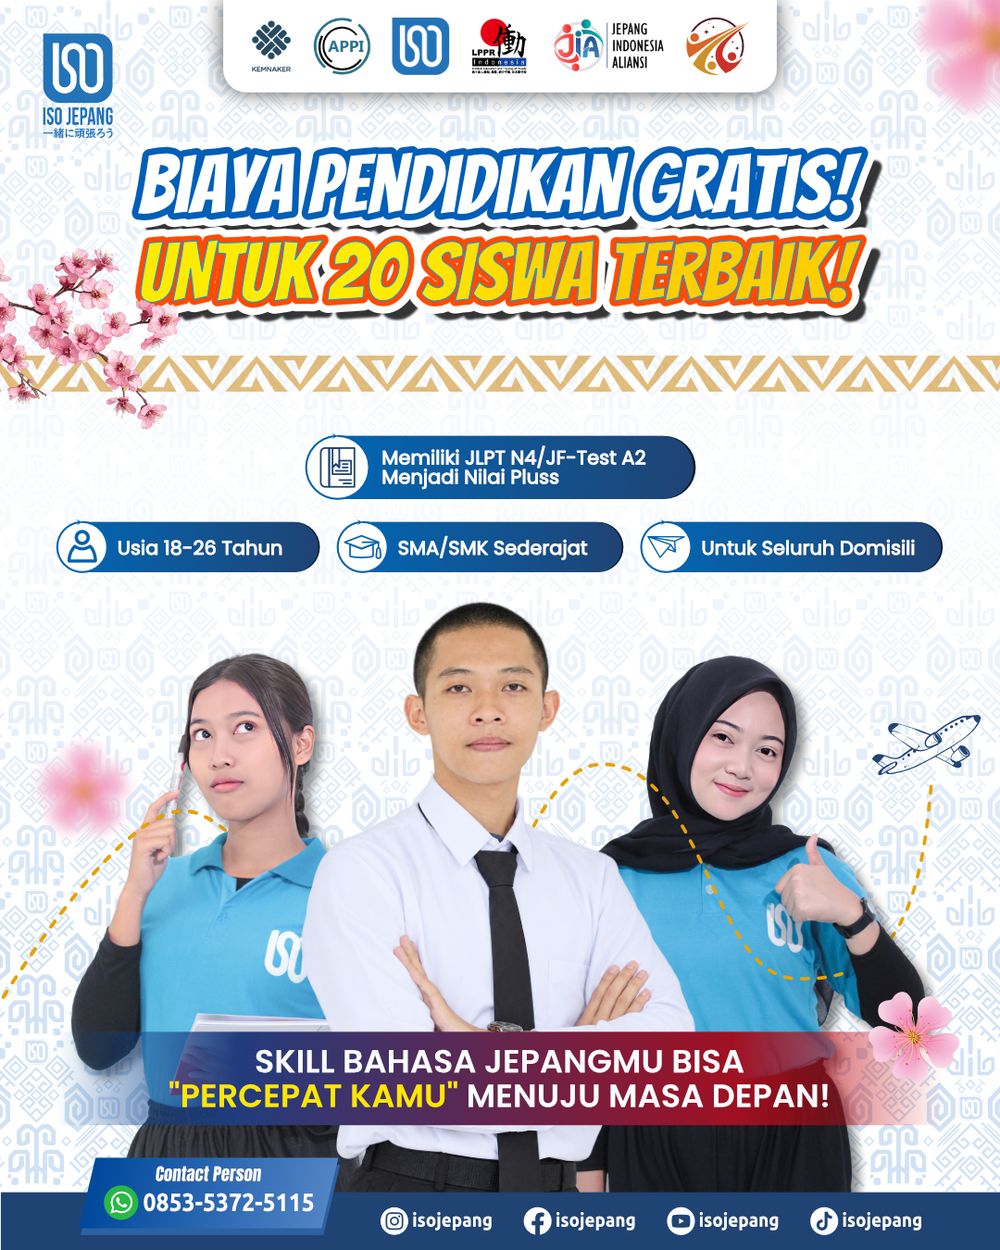 KEMNAKER
APPI
LPPR 働
Indonesia
JIA
JEPANG
INDONESIA
ALIANSI
ISO JEPANG
一緒に頑張ろう
BIAYA PENDIDIKAN GRATIS!
UNTUK 20 SISWA TERBAIK!
Memiliki JLPT N4/JF-Test A2
Menjadi Nilai Pluss
Usia 18-26 Tahun
SMA/SMK Sederajat
Untuk Seluruh Domisili
SKILL BAHASA JEPANGMU BISA
"PERCEPAT KAMU" MENUJU MASA DEPAN!
Contact Person
0853-5372-5115
isojepang
isojepang
isojepang
isojepang